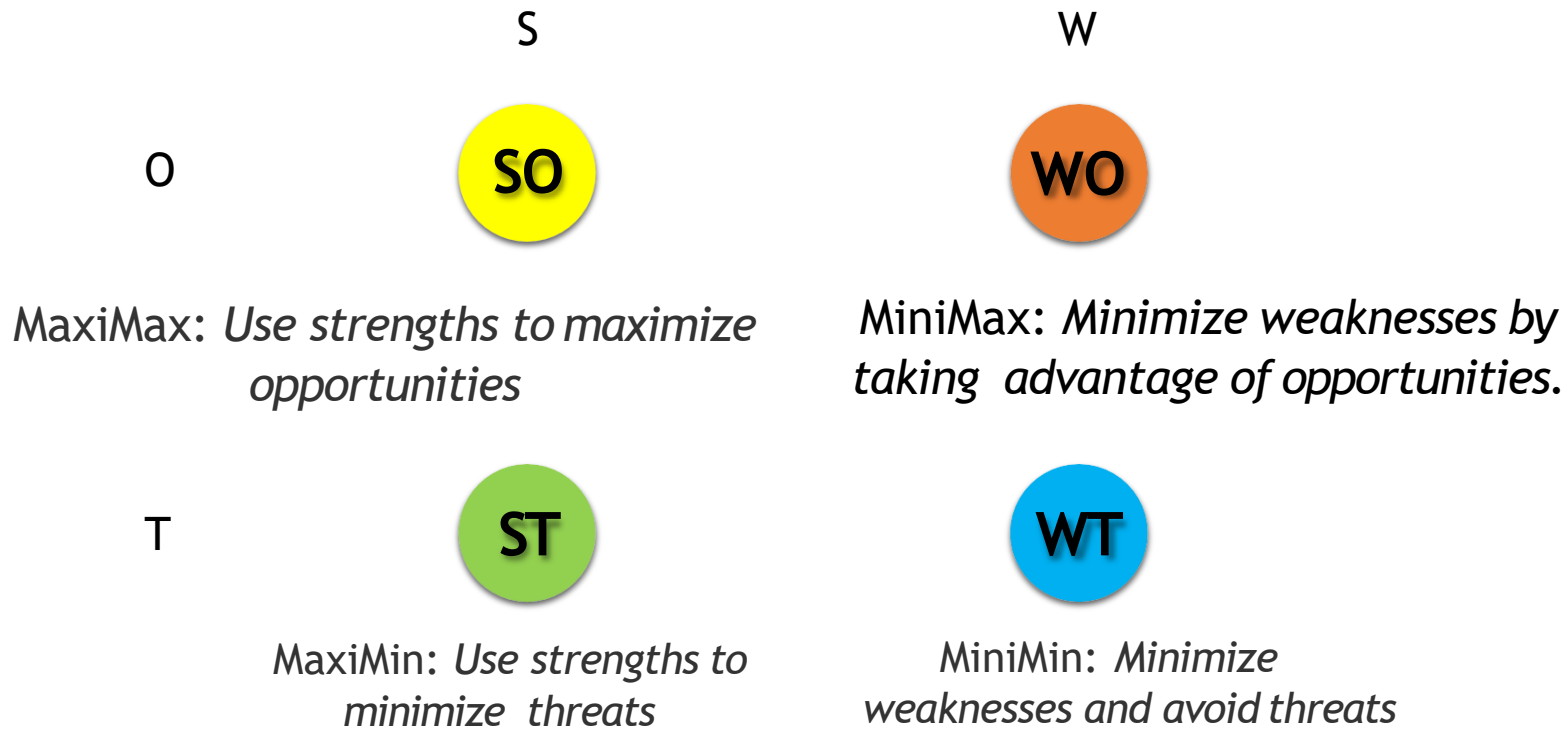 S
W
O
SO
WO
MaxiMax: Use strengths to maximize
opportunities
MiniMax: Minimize weaknesses by
taking advantage of opportunities.
T
ST
WT
MaxiMin: Use strengths to
minimize threats
MiniMin: Minimize
weaknesses and avoid threats